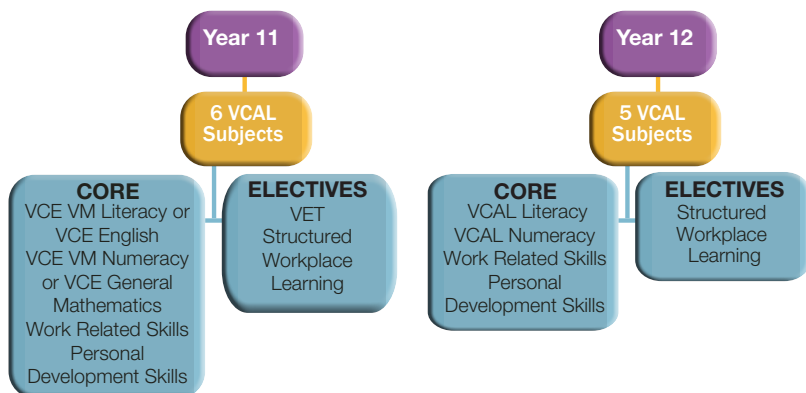 Year 11
6 VCAL
Subjects
CORE
VCE VM Literacy or
VCE English
VCE VM Numeracy
or VCE General
Mathematics
Work Related Skills
Personal
Development Skills
ELECTIVES
VET
Structured
Workplace
Learning
Year 12
5 VCAL
Subjects
CORE
VCAL Literacy
VCAL Numeracy
Work Related Skills
Personal
Development Skills
ELECTIVES
Structured
Workplace
Learning